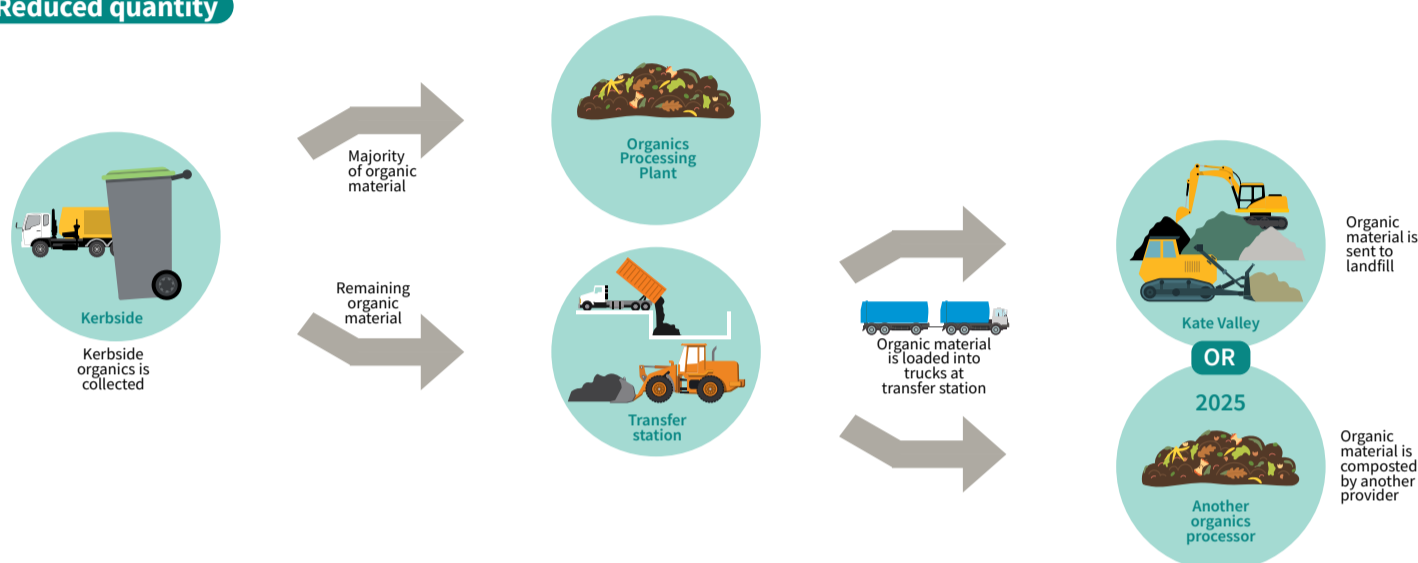 Reduced quantity
Kerbside
Kerbside
organics is
collected
Majority
of organic
material
Remaining
organic
material
Organics
Processing
Plant
Transfer
station
Organic material
is loaded into
trucks at
transfer station
Kate Valley
Organic
material is
sent to
landfill
OR
2025
Another
organics
processor
Organic
material is
composted
by another
provider